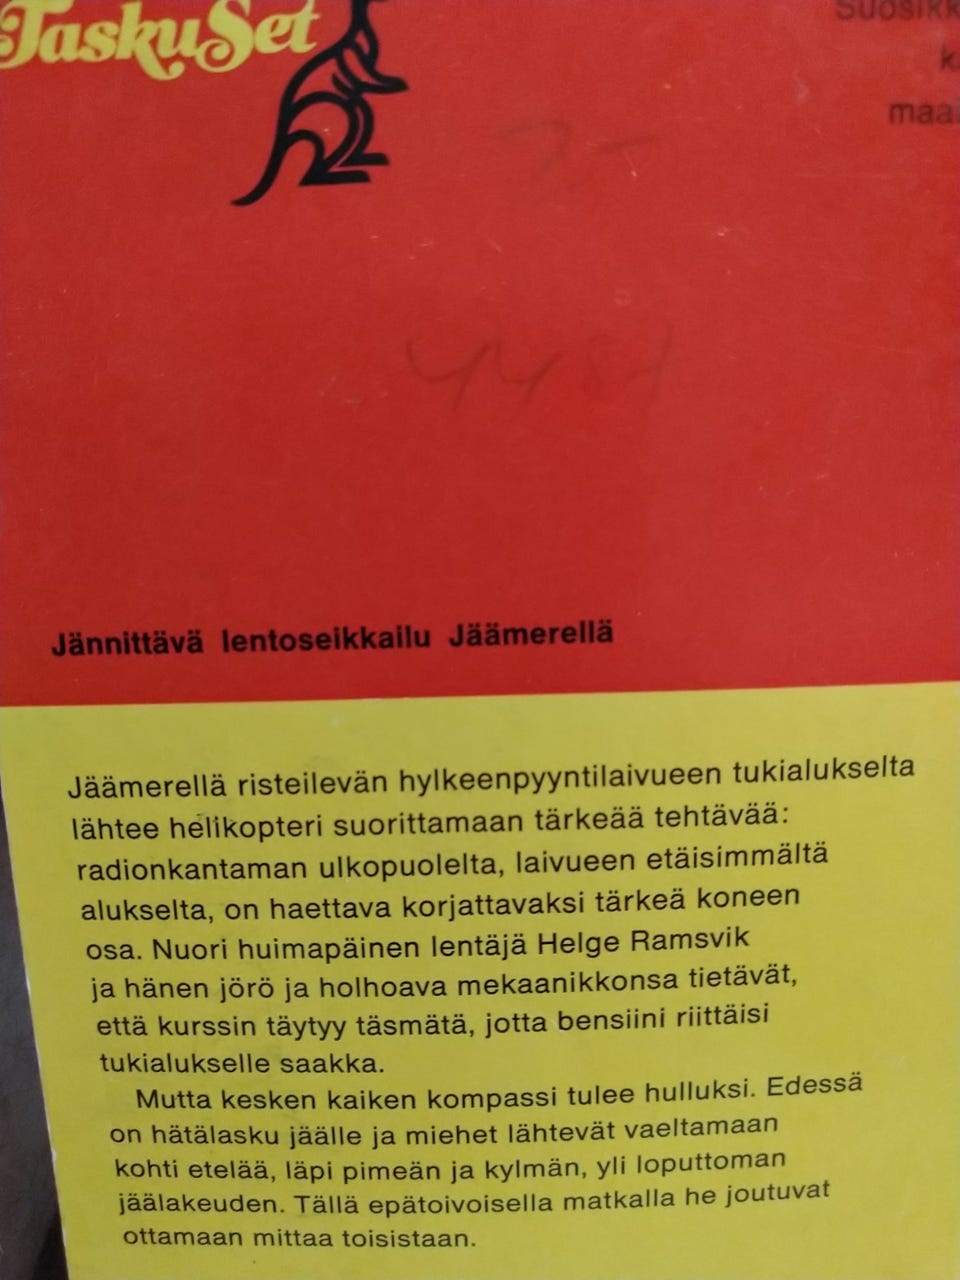 TaskuSet
Jännittävä lentoseikkailu Jäämerellä
Jäämerellä risteilevän hylkeenpyyntilaivueen tukialukselta
lähtee helikopteri suorittamaan tärkeää tehtävää:
radionkantaman ulkopuolelta, laivueen etäisimmältä
alukselta, on haettava korjattavaksi tärkeä koneen
osa. Nuori huimapäinen lentäjä Helge Ramsvik
ja hänen jörö ja holhoava mekaanikkonsa tietävät,
että kurssin täytyy täsmätä, jotta bensiini riittäisi
tukialukselle saakka.
Mutta kesken kaiken kompassi tulee hulluksi. Edessä
on hätälasku jäälle ja miehet lähtevät vaeltamaan
kohti etelää, läpi pimeän ja kylmän, yli loputtoman
jäälakeuden. Tällä epätoivoisella matkalla he joutuvat
ottamaan mittaa toisistaan.